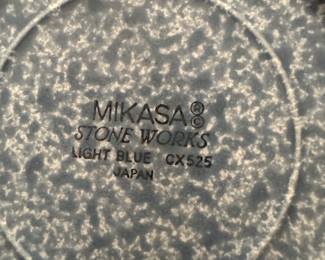 MIKASA®©
STONE WORKS
LIGHT BLUE CX525
JAPAN